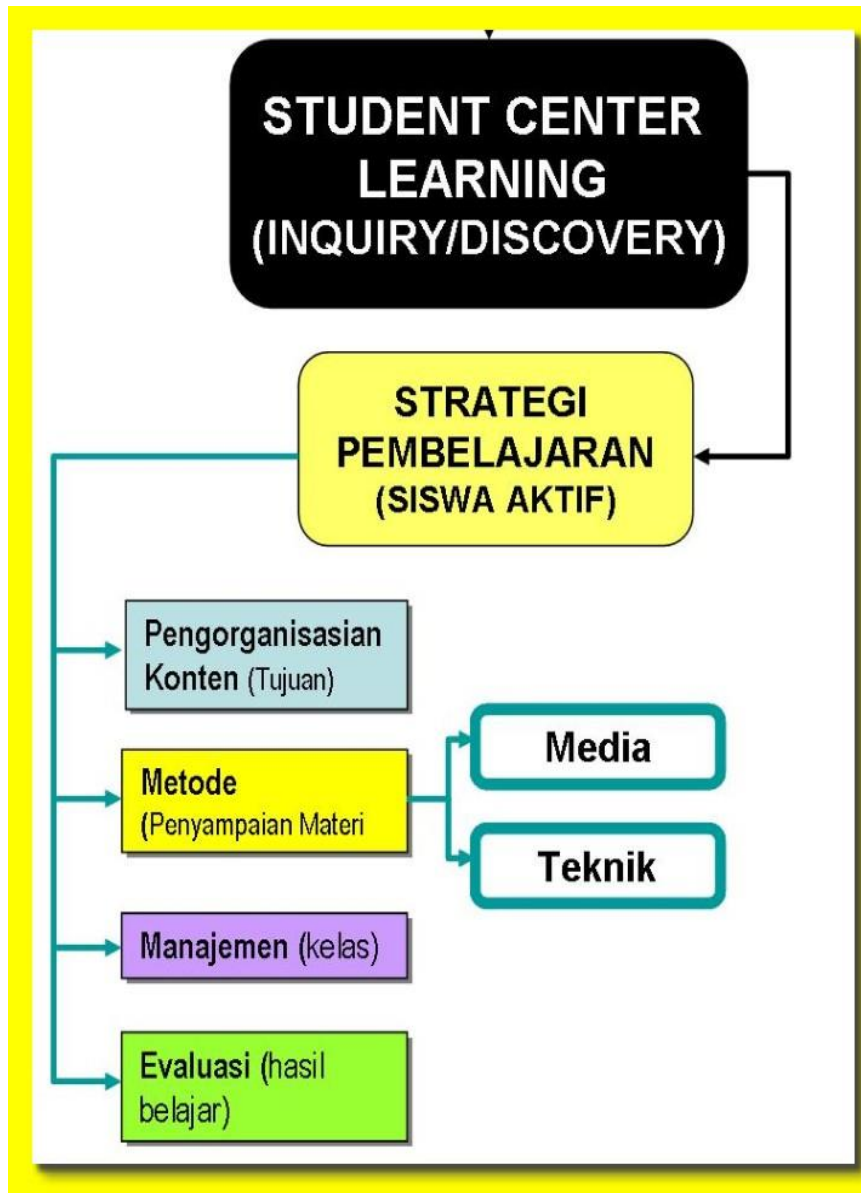 STUDENT CENTER
LEARNING
(INQUIRY/DISCOVERY)
STRATEGI
PEMBELAJARAN
(SISWA AKTIF)
Pengorganisasian
Konten (Tujuan)
Metode
(Penyampaian Materi
Media
Teknik
Manajemen (kelas)
Evaluasi (hasil
belajar)